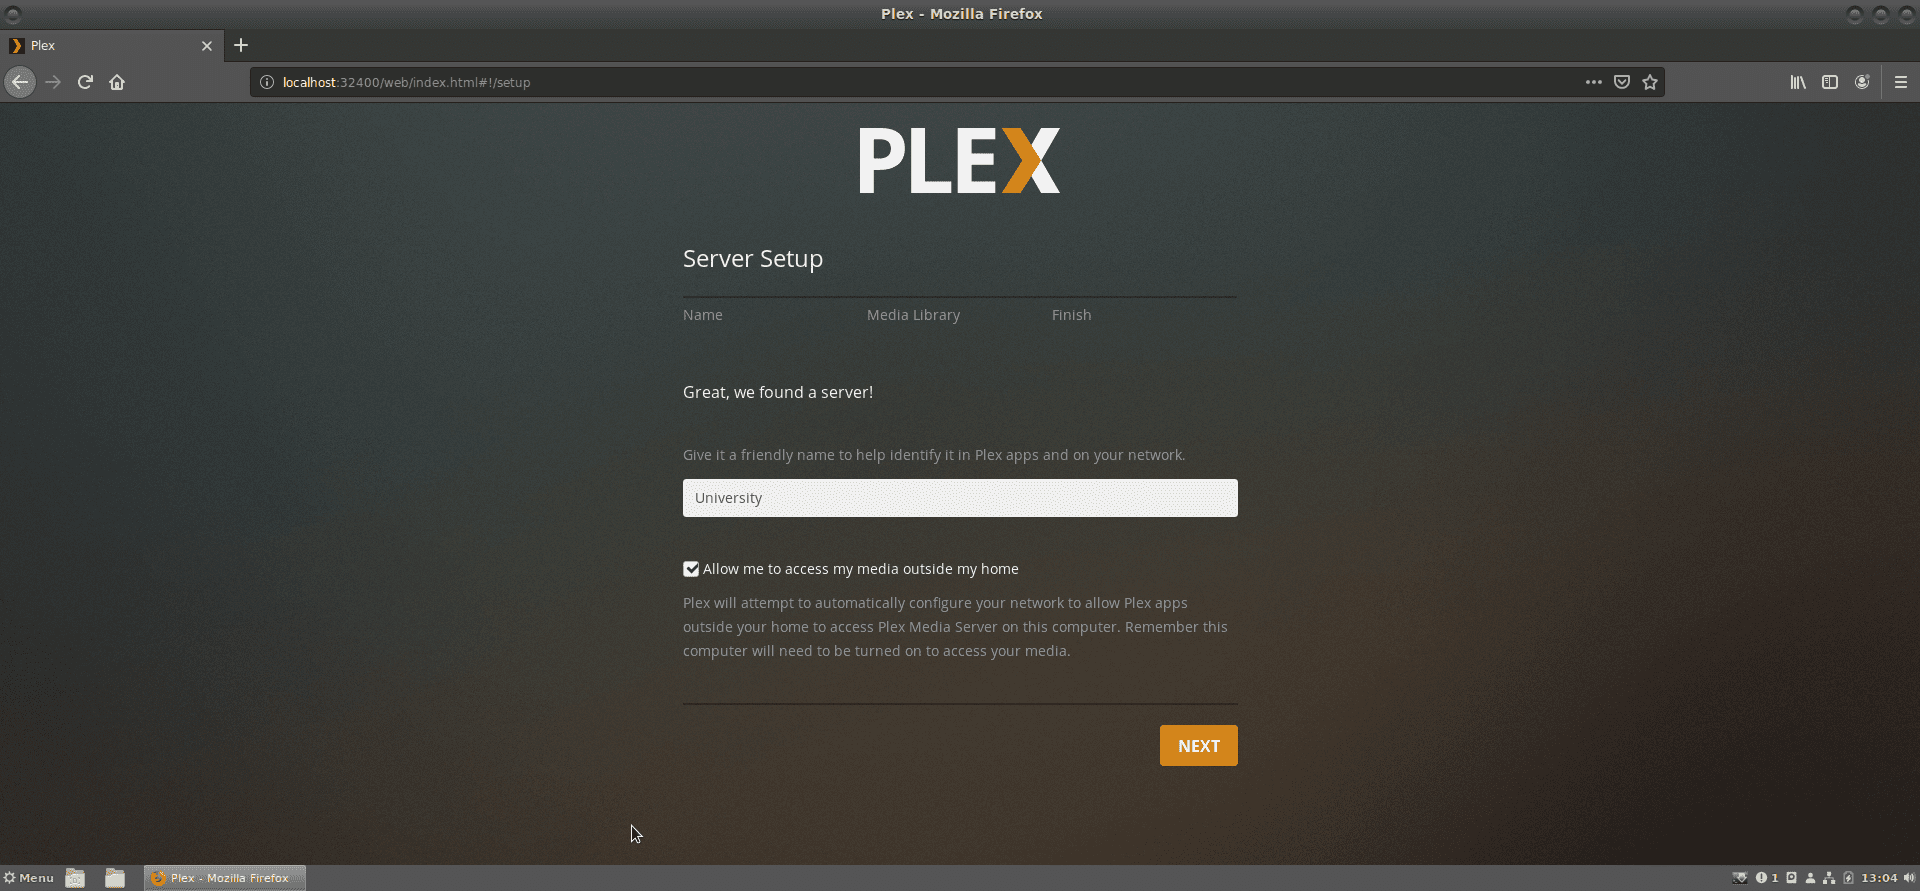 Plex - Mozilla Firefox
Plex
localhost:32400/web/index.html#!/setup
PLEX
Server Setup
Name Media Library Finish
Great, we found a server!
Give it a friendly name to help identify it in Plex apps and on your network.
University
Allow me to access my media outside my home
Plex will attempt to automatically configure your network to allow Plex apps
outside your home to access Plex Media Server on this computer. Remember this
computer will need to be turned on to access your media.
NEXT
Menu Plex - Mozilla Firefox 1 13:04